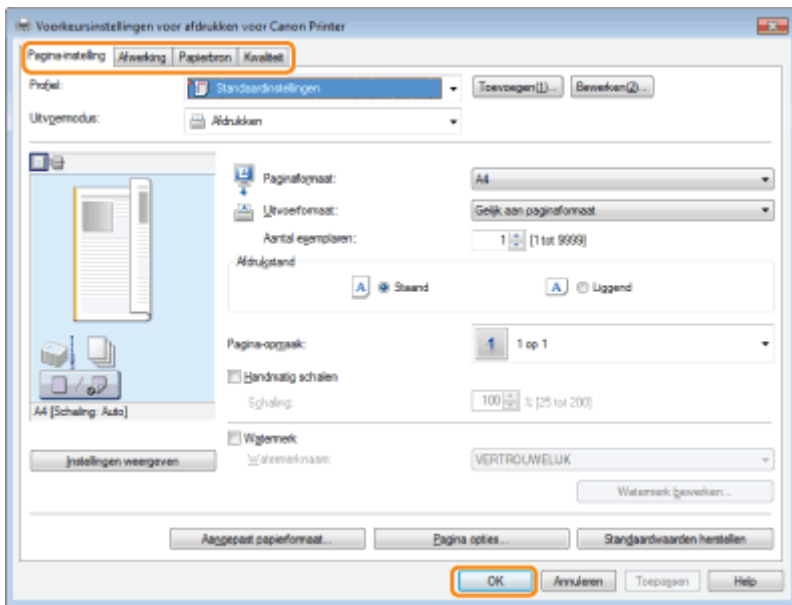 Voorkeursinstellingen voor afdrukken voor Canon Printer
Pagina-instelling Afwerking Papierbron Kwaliteit
Profiel: Standaardinstellingen Toevoegen(1)... Bewerken(2)...
Uitvoermodus: Afdrukken
Paginaformaat: A4
Uitvoerformaat: Gelijk aan paginaformaat
Aantal exemplaren: 1 [1 tot 9999]
Afdrukstand
A Staand A Liggend
Pagina-opmaak: 1 1 op 1
Handmatig schalen
Schaling: 100 % [25 tot 200]
A4 [Schaling: Auto]
Watermerk
Watermerknaam: VERTROUWELIJK
Instellingen weergeven
Watermerk bewerken...
Aangepast papierformaat... Pagina opties... Standaardwaarden herstellen
OK Annuleren Toepassen Help